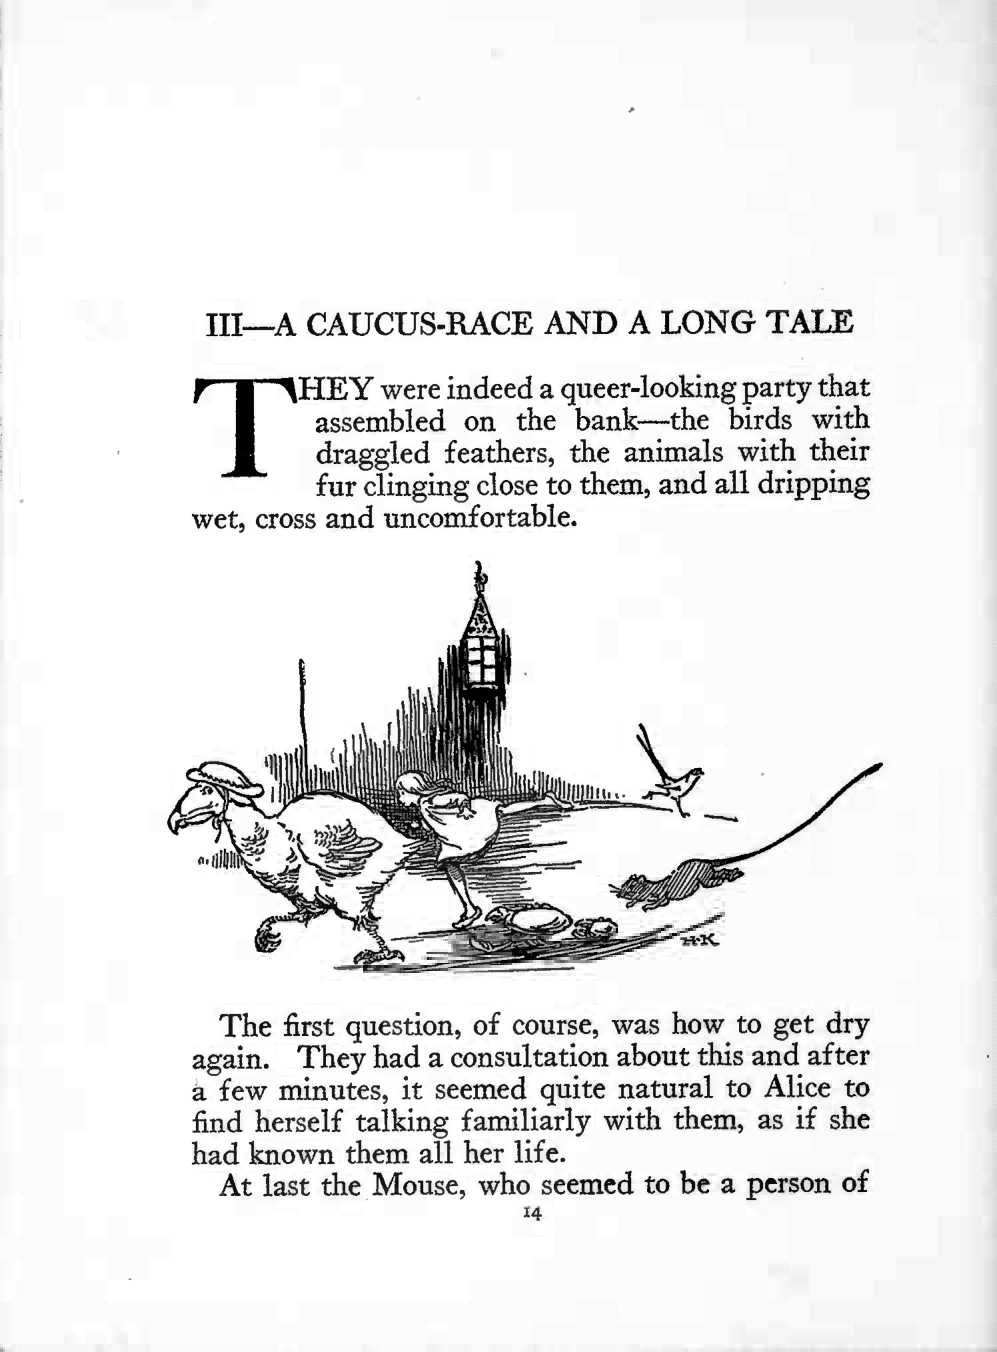 III—A CAUCUS-RACE AND A LONG TALE
THEY were indeed a queer-looking party that
assembled on the bank—the birds with
draggled feathers, the animals with their
fur clinging close to them, and all dripping
wet, cross and uncomfortable.
H·K
The first question, of course, was how to get dry
again. They had a consultation about this and after
a few minutes, it seemed quite natural to Alice to
find herself talking familiarly with them, as if she
had known them all her life.
At last the Mouse, who seemed to be a person of
14